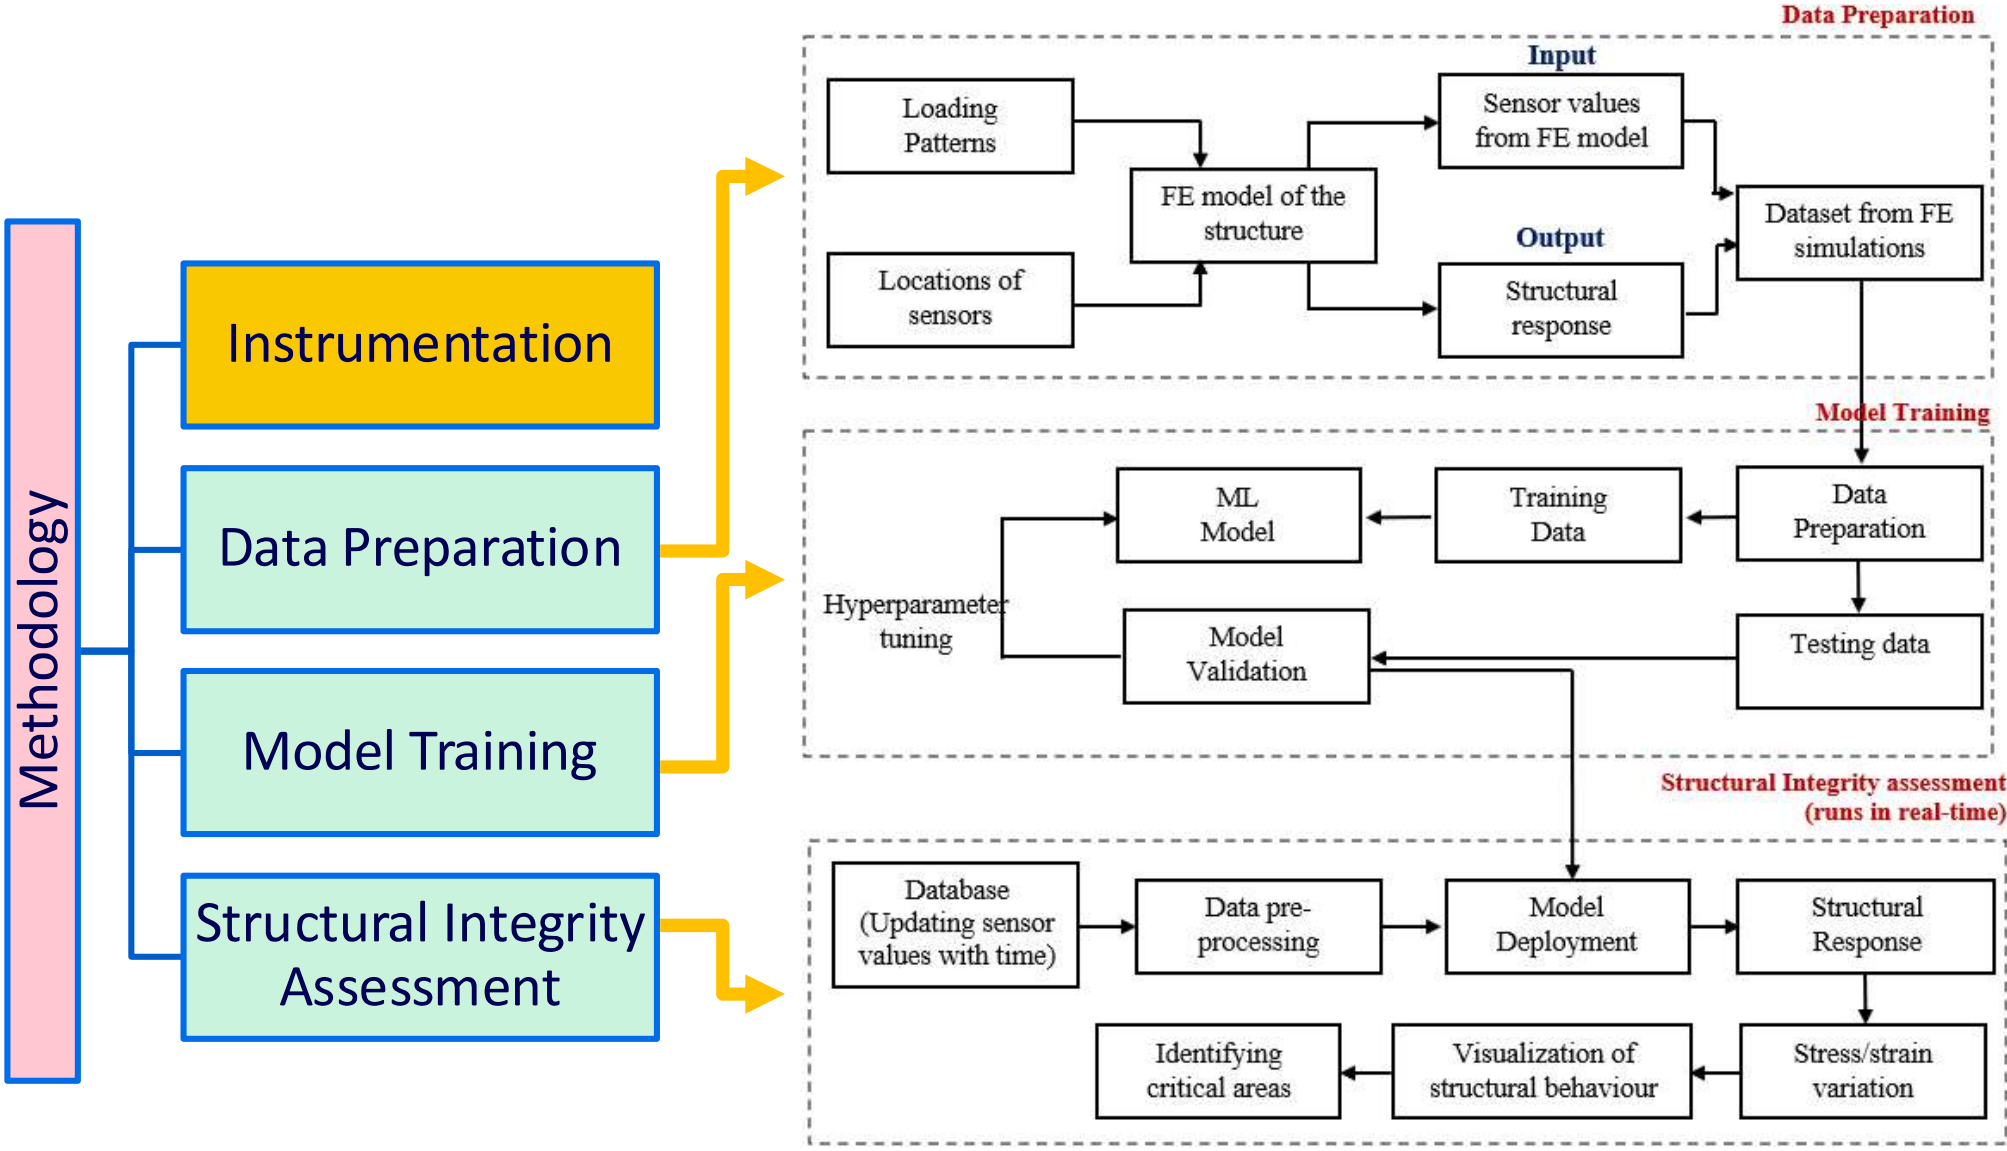 Methodology
Instrumentation
Data Preparation
Model Training
Structural Integrity
Assessment
Data Preparation
Loading
Patterns
Locations of
sensors
FE model of the
structure
Input
Sensor values
from FE model
Output
Structural
response
Dataset from FE
simulations
Model Training
ML
Model
Training
Data
Data
Preparation
Hyperparameter
tuning
Model
Validation
Testing data
Structural Integrity assessment
(runs in real-time)
Database
(Updating sensor
values with time)
Data pre-
processing
Model
Deployment
Structural
Response
Identifying
critical areas
Visualization of
structural behaviour
Stress/strain
variation